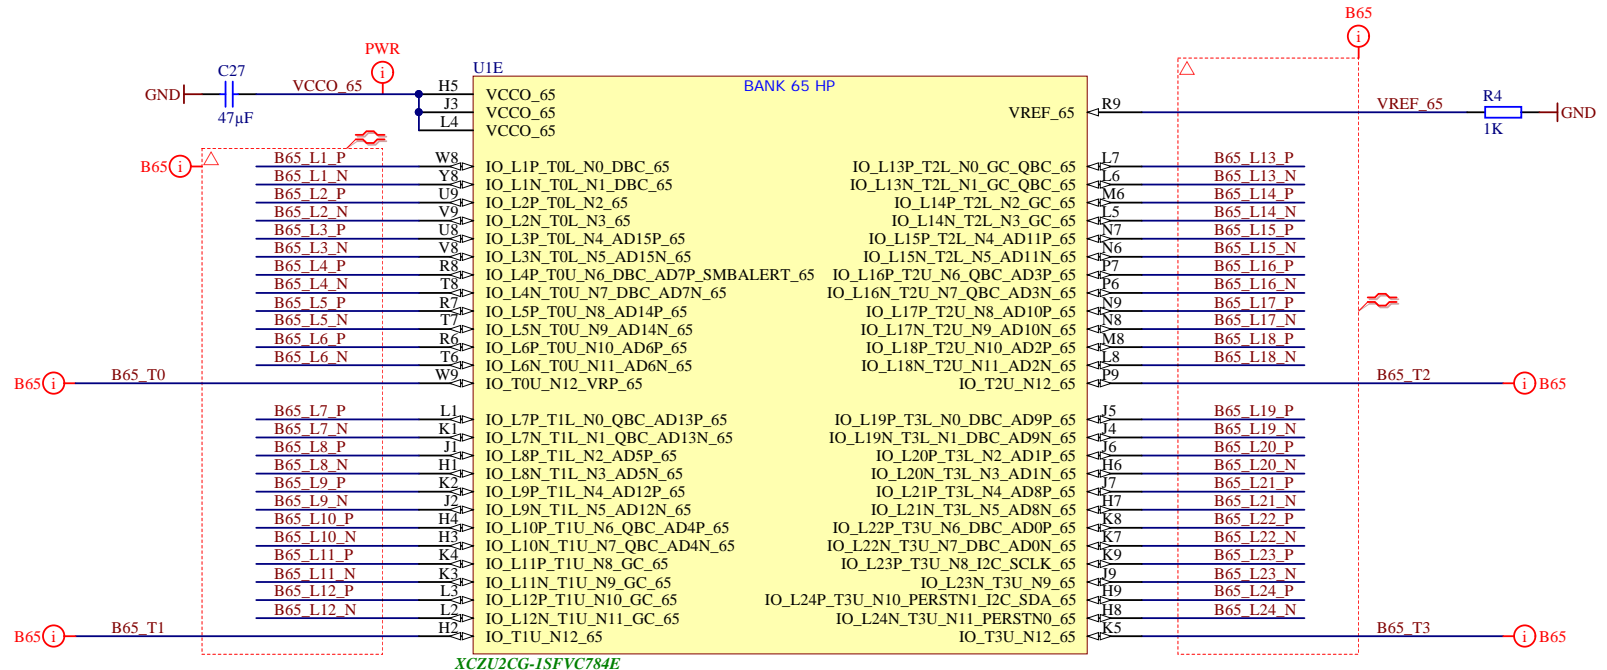 B65
PWR
U1E
BANK 65 HP
C27
GND
47µF
VCCO_65
H5 VCCO_65
J3 VCCO_65
L4 VCCO_65
VREF_65 R9 VREF_65
R4
1K
GND
B65
B65_L1_P W8 IO_L1P_T0L_N0_DBC_65 IO_L13P_T2L_N0_GC_QBC_65 L7 B65_L13_P
B65_L1_N Y8 IO_L1N_T0L_N1_DBC_65 IO_L13N_T2L_N1_GC_QBC_65 L6 B65_L13_N
B65_L2_P U9 IO_L2P_T0L_N2_65 IO_L14P_T2L_N2_GC_65 M6 B65_L14_P
B65_L2_N V9 IO_L2N_T0L_N3_65 IO_L14N_T2L_N3_GC_65 L5 B65_L14_N
B65_L3_P U8 IO_L3P_T0L_N4_AD15P_65 IO_L15P_T2L_N4_AD11P_65 N7 B65_L15_P
B65_L3_N V8 IO_L3N_T0L_N5_AD15N_65 IO_L15N_T2L_N5_AD11N_65 N6 B65_L15_N
B65_L4_P R8 IO_L4P_T0U_N6_DBC_AD7P_SMBALERT_65 IO_L16P_T2U_N6_QBC_AD3P_65 P7 B65_L16_P
B65_L4_N T8 IO_L4N_T0U_N7_DBC_AD7N_65 IO_L16N_T2U_N7_QBC_AD3N_65 P6 B65_L16_N
B65_L5_P R7 IO_L5P_T0U_N8_AD14P_65 IO_L17P_T2U_N8_AD10P_65 N9 B65_L17_P
B65_L5_N T7 IO_L5N_T0U_N9_AD14N_65 IO_L17N_T2U_N9_AD10N_65 N8 B65_L17_N
B65_L6_P R6 IO_L6P_T0U_N10_AD6P_65 IO_L18P_T2U_N10_AD2P_65 M8 B65_L18_P
B65_L6_N T6 IO_L6N_T0U_N11_AD6N_65 IO_L18N_T2U_N11_AD2N_65 L8 B65_L18_N
B65 B65_T0 W9 IO_T0U_N12_VRP_65 IO_T2U_N12_65 P9 B65_T2 B65
B65_L7_P L1 IO_L7P_T1L_N0_QBC_AD13P_65 IO_L19P_T3L_N0_DBC_AD9P_65 J5 B65_L19_P
B65_L7_N K1 IO_L7N_T1L_N1_QBC_AD13N_65 IO_L19N_T3L_N1_DBC_AD9N_65 J4 B65_L19_N
B65_L8_P J1 IO_L8P_T1L_N2_AD5P_65 IO_L20P_T3L_N2_AD1P_65 J6 B65_L20_P
B65_L8_N H1 IO_L8N_T1L_N3_AD5N_65 IO_L20N_T3L_N3_AD1N_65 H6 B65_L20_N
B65_L9_P K2 IO_L9P_T1L_N4_AD12P_65 IO_L21P_T3L_N4_AD8P_65 J7 B65_L21_P
B65_L9_N J2 IO_L9N_T1L_N5_AD12N_65 IO_L21N_T3L_N5_AD8N_65 H7 B65_L21_N
B65_L10_P H4 IO_L10P_T1U_N6_QBC_AD4P_65 IO_L22P_T3U_N6_DBC_AD0P_65 K8 B65_L22_P
B65_L10_N H3 IO_L10N_T1U_N7_QBC_AD4N_65 IO_L22N_T3U_N7_DBC_AD0N_65 K7 B65_L22_N
B65_L11_P K4 IO_L11P_T1U_N8_GC_65 IO_L23P_T3U_N8_I2C_SCLK_65 K9 B65_L23_P
B65_L11_N K3 IO_L11N_T1U_N9_GC_65 IO_L23N_T3U_N9_65 J9 B65_L23_N
B65_L12_P L3 IO_L12P_T1U_N10_GC_65 IO_L24P_T3U_N10_PERSTN1_I2C_SDA_65 H9 B65_L24_P
B65_L12_N L2 IO_L12N_T1U_N11_GC_65 IO_L24N_T3U_N11_PERSTN0_65 H8 B65_L24_N
B65 B65_T1 H2 IO_T1U_N12_65 IO_T3U_N12_65 K5 B65_T3 B65
XCZU2CG-1SFVC784E